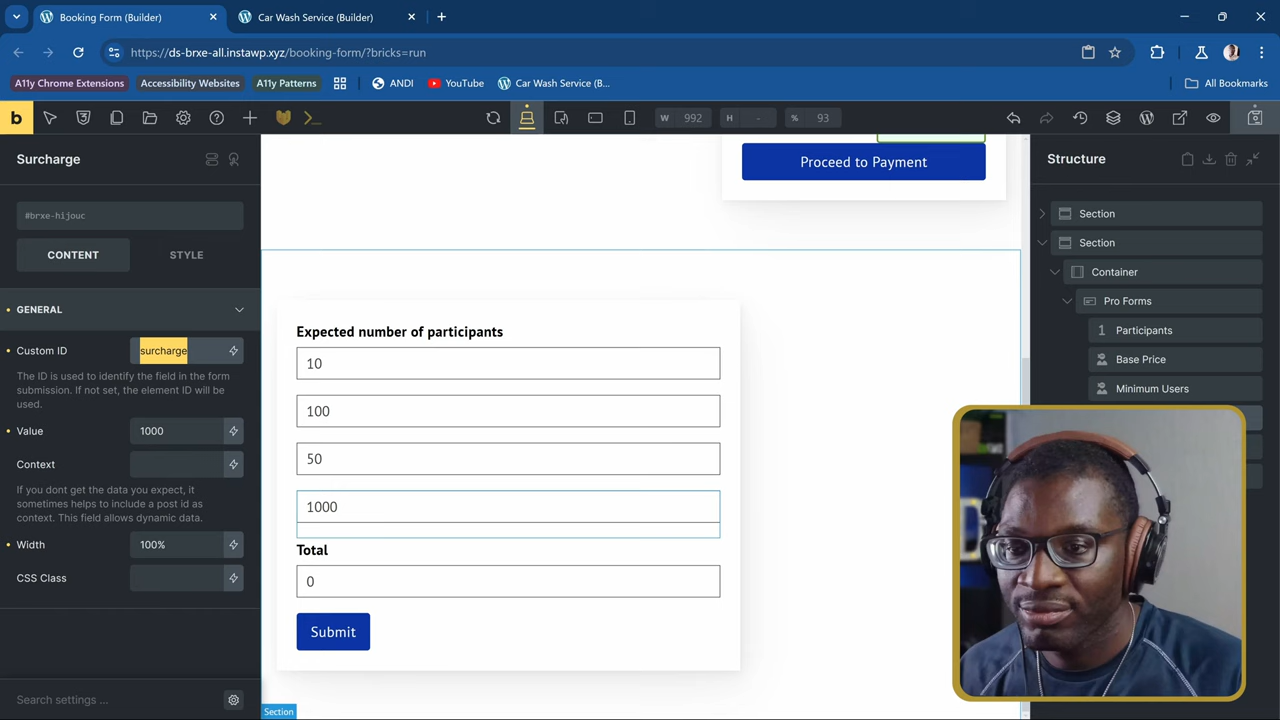 Booking Form (Builder)
Car Wash Service (Builder)
https://ds-brxe-all.instawp.xyz/booking-form/?bricks=run
A11y Chrome Extensions
Accessibility Websites
A11y Patterns
ANDI
YouTube
Car Wash Service (B...
All Bookmarks
b
W 992
H -
% 93
Surcharge
#brxe-hijouc
CONTENT
STYLE
GENERAL
Custom ID
surcharge
The ID is used to identify the field in the form
submission. If not set, the element ID will be
used.
Value
1000
Context
If you dont get the data you expect, it
sometimes helps to include a post id as
context. This field allows dynamic data.
Width
100%
CSS Class
Search settings ...
Proceed to Payment
Expected number of participants
10
100
50
1000
Total
0
Submit
Section
Structure
Section
Section
Container
Pro Forms
1 Participants
Base Price
Minimum Users